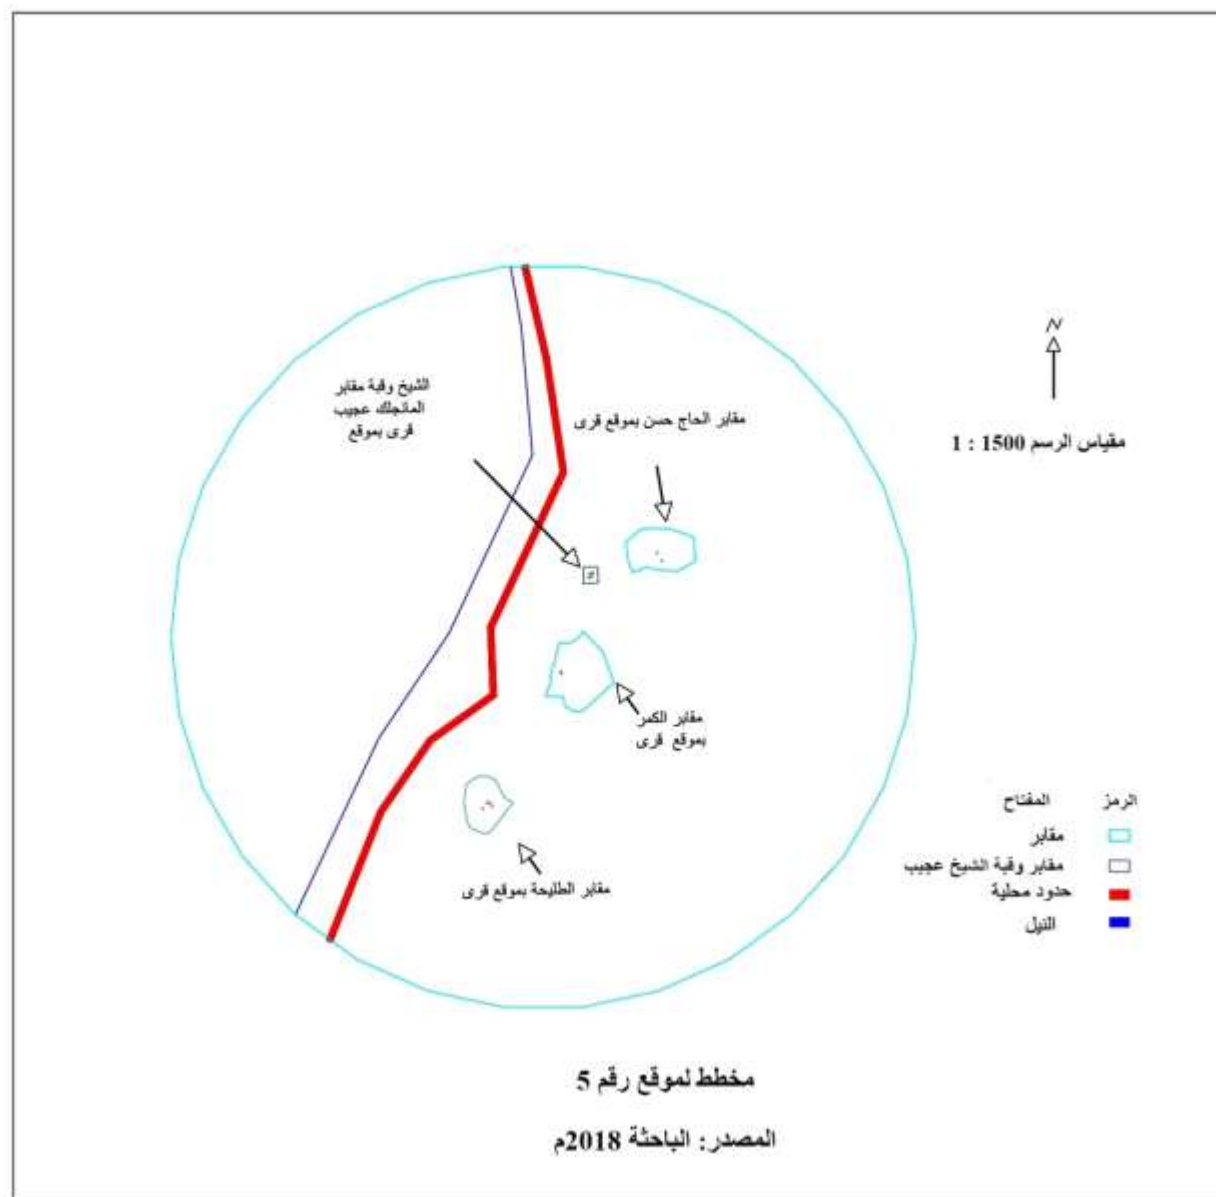 N
مقياس الرسم 1500 : 1
الشيخ وقبة مقابر
المانجلك عجيب
قرى بموقع
مقابر الحاج حسن بموقع قرى
مقابر الكمر
بموقع قرى
مقابر الطليحة بموقع قرى
الرمز المفتاح
مقابر
مقابر وقبة الشيخ عجيب
حدود محلية
النيل
مخطط لموقع رقم 5
المصدر: الباحثة 2018م